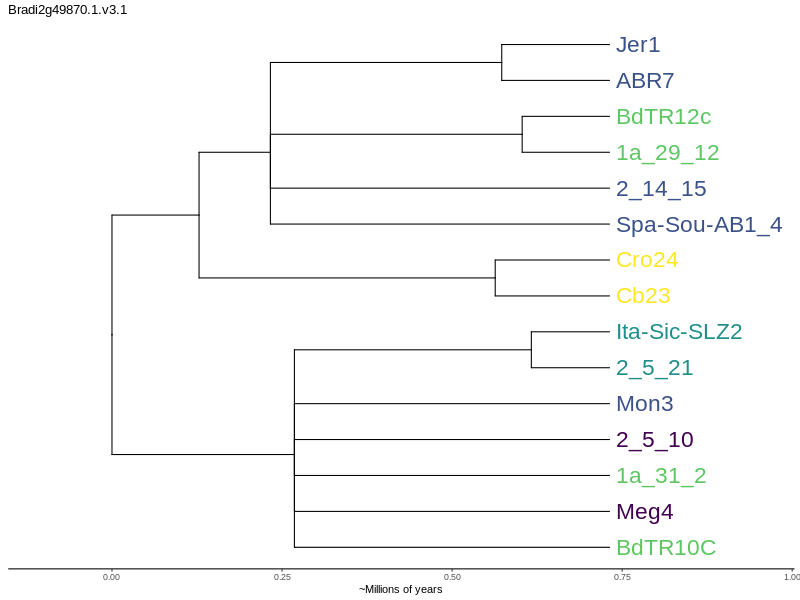 Bradi2g49870.1.v3.1
Jer1
ABR7
BdTR12c
1a_29_12
2_14_15
Spa-Sou-AB1_4
Cro24
Cb23
Ita-Sic-SLZ2
2_5_21
Mon3
2_5_10
1a_31_2
Meg4
BdTR10C
0.00 0.25 0.50 0.75 1.00
~Millions of years